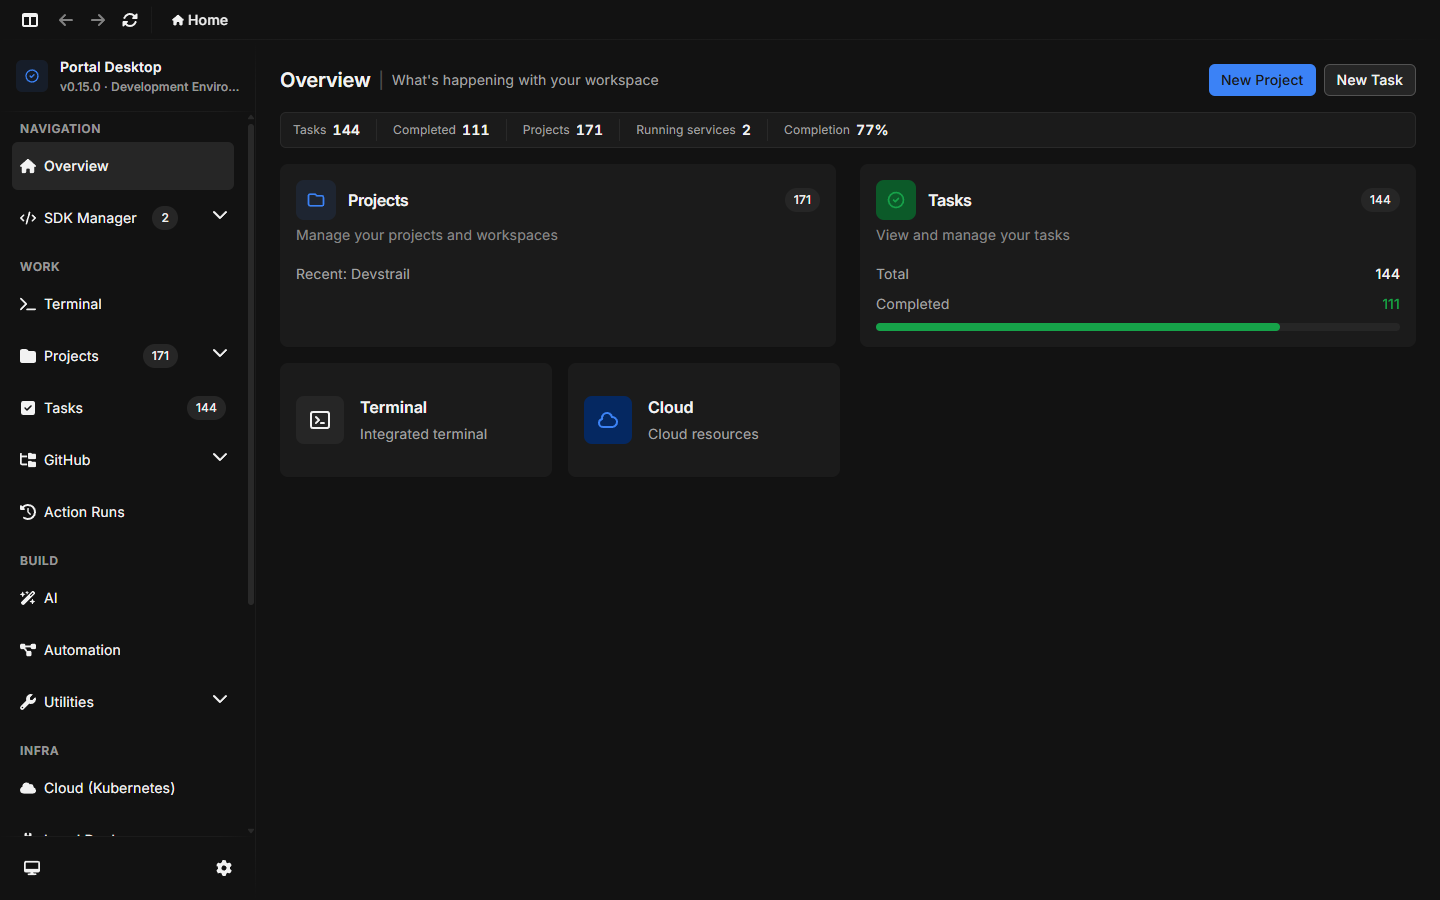 Home
Portal Desktop
v0.15.0 · Development Enviro...
NAVIGATION
Overview
SDK Manager 2
WORK
Terminal
Projects 171
Tasks 144
GitHub
Action Runs
BUILD
AI
Automation
Utilities
INFRA
Cloud (Kubernetes)
Overview What's happening with your workspace
New Project New Task
Tasks 144 Completed 111 Projects 171 Running services 2 Completion 77%
Projects 171
Manage your projects and workspaces
Recent: Devstrail
Tasks 144
View and manage your tasks
Total 144
Completed 111
Terminal
Integrated terminal
Cloud
Cloud resources